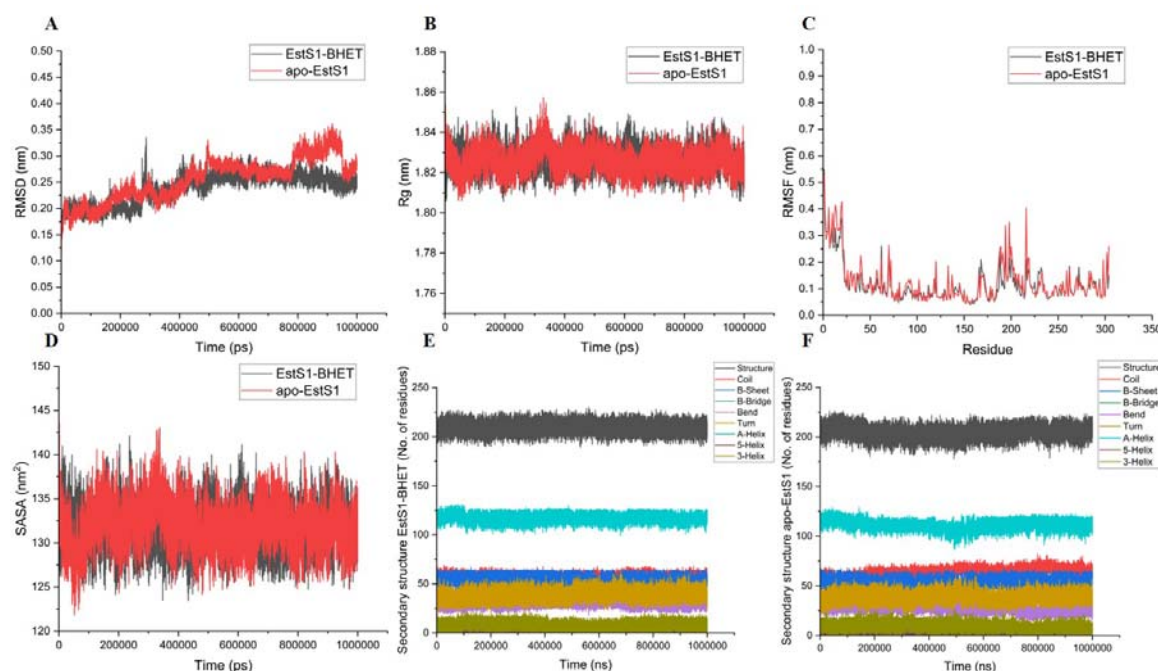 A
RMSD (nm)
0.50
0.45
0.40
0.35
0.30
0.25
0.20
0.15
0.10
0.05
0.00
0
200000
400000
600000
800000
1000000
Time (ps)
EstS1-BHET
apo-EstS1
B
Rg (nm)
1.88
1.86
1.84
1.82
1.80
1.78
1.76
0
200000
400000
600000
800000
1000000
Time (ps)
EstS1-BHET
apo-EstS1
C
RMSF (nm)
1.0
0.9
0.8
0.7
0.6
0.5
0.4
0.3
0.2
0.1
0.0
0
50
100
150
200
250
300
350
Residue
EstS1-BHET
apo-EstS1
D
SASA (nm²)
150
145
140
135
130
125
120
0
200000
400000
600000
800000
1000000
Time (ps)
EstS1-BHET
apo-EstS1
E
Secondary structure EstS1-BHET (No. of residues)
250
200
150
100
50
0
0
200000
400000
600000
800000
1000000
Time (ns)
Structure
Coil
B-Sheet
B-Bridge
Bend
Turn
A-Helix
5-Helix
3-Helix
F
Secondary structure apo-EstS1 (No. of residues)
250
200
150
100
50
0
0
200000
400000
600000
800000
1000000
Time (ns)
Structure
Coil
B-Sheet
B-Bridge
Bend
Turn
A-Helix
5-Helix
3-Helix